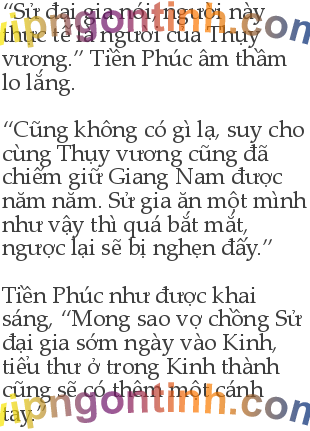 “Sử đại gia nói, người này
thực tế là người của Thụy
vương.” Tiền Phúc âm thầm
lo lắng.
“Cũng không có gì lạ, suy cho
cùng Thụy vương cũng đã
chiếm giữ Giang Nam được
năm năm. Sử gia ăn một mình
như vậy thì quá bắt mắt,
ngược lại sẽ bị nghẹn đấy.”
Tiền Phúc như được khai
sáng, “Mong sao vợ chồng Sử
đại gia sớm ngày vào Kinh,
tiểu thư ở trong Kinh thành
cũng sẽ có thêm một cánh
tay.”
vipngontinh.com
vipngontinh.com